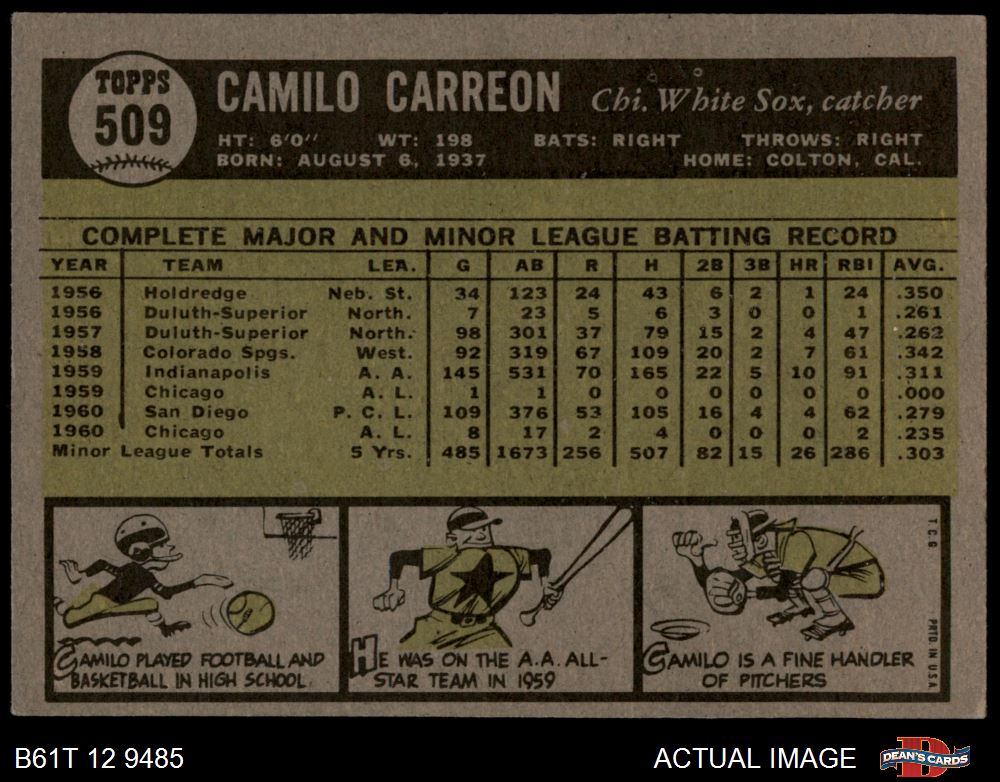 TOPPS
509
CAMILO CARREON Chi. White Sox, catcher
HT: 6'0" WT: 198 BATS: RIGHT THROWS: RIGHT
BORN: AUGUST 6, 1937 HOME: COLTON, CAL.
COMPLETE MAJOR AND MINOR LEAGUE BATTING RECORD
YEAR TEAM LEA. G AB R H 2B 3B HR RBI AVG.
1956 Holdredge Neb. St. 34 123 24 43 6 2 1 24 .350
1956 Duluth-Superior North. 7 23 5 6 3 0 0 1 .261
1957 Duluth-Superior North. 98 301 37 79 15 2 4 47 .262
1958 Colorado Spgs. West. 92 319 67 109 20 2 7 61 .342
1959 Indianapolis A. A. 145 531 70 165 22 5 10 91 .311
1959 Chicago A. L. 1 1 0 0 0 0 0 0 .000
1960 San Diego P. C. L. 109 376 53 105 16 4 4 62 .279
1960 Chicago A. L. 8 17 2 4 0 0 0 2 .235
Minor League Totals 5 Yrs. 485 1673 256 507 82 15 26 286 .303
CAMILO PLAYED FOOTBALL AND
BASKETBALL IN HIGH SCHOOL.
HE WAS ON THE A.A. ALL-
STAR TEAM IN 1959
CAMILO IS A FINE HANDLER
OF PITCHERS
T.C.G
PRTD IN U.S.A.
B61T 12 9485
ACTUAL IMAGE
DEAN'S CARDS